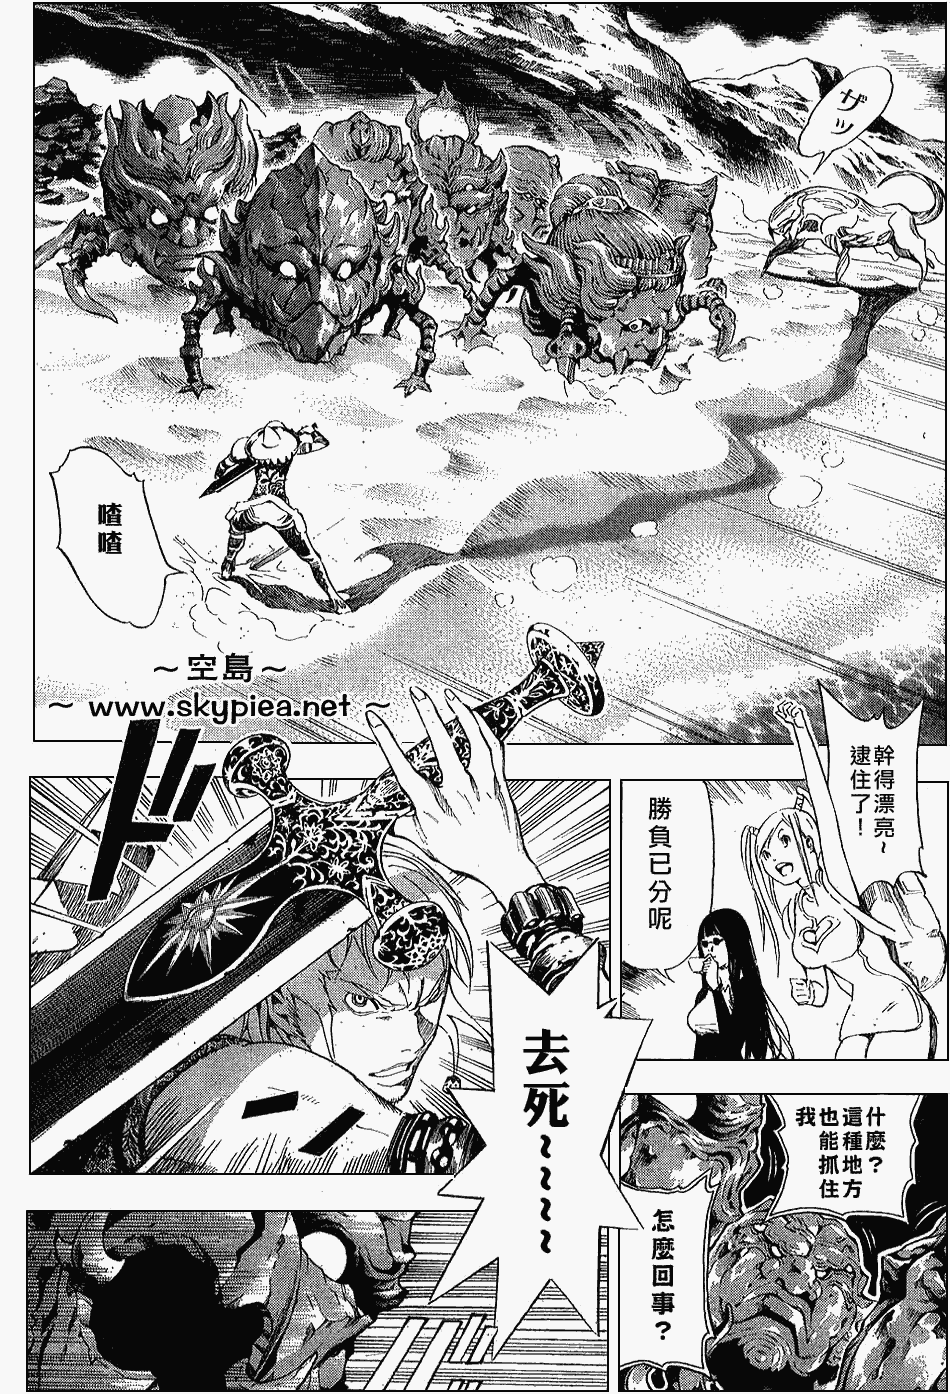 ザッ
喳
喳
～空島～
～ www.skypiea.net ～
幹得漂亮~
逮住了！
勝負已分呢
ドン
去死~~~~~
什麼？
這種地方
也能抓住
我
怎麼回事？